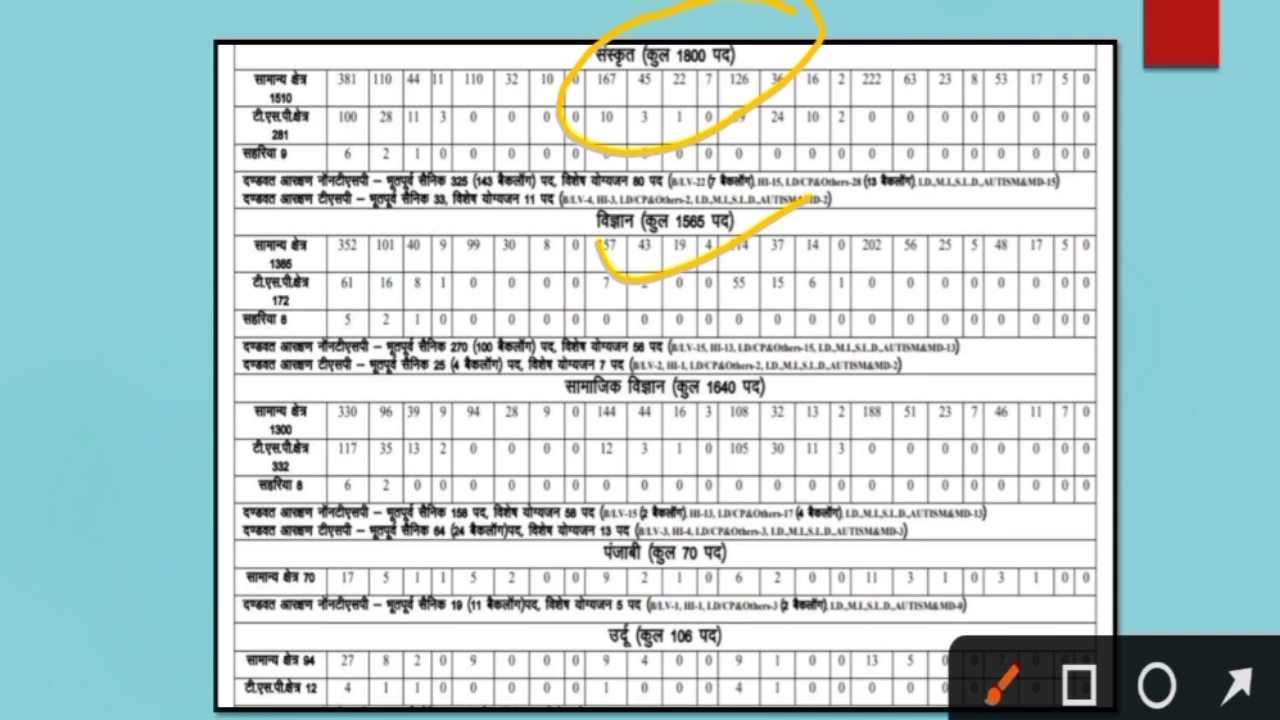 संस्कृत (कुल 1800 पद)
सामान्य क्षेत्र 381 110 44 11 110 32 10 0 167 45 22 7 126 36 16 2 222 63 23 8 53 17 5 0
1510
टी.एस.पी.क्षेत्र 100 28 11 3 0 0 0 0 10 3 1 0 24 10 2 0 0 0 0 0 0 0 0
281
सहरिया 9 6 2 1 0 0 0 0 0 0 0 0 0 0 0 0 0 0 0 0 0 0 0
दण्डवत आरक्षण नॉनटीएसपी – भूतपूर्व सैनिक 325 (143 बैकलॉग) पद, विशेष योग्यजन 80 पद (B/LV-22 (7 बैकलॉग), HI-15, LD/CP&Others-28 (13 बैकलॉग), I.D.,M.I.,S.L.D.,AUTISM&MD-15)
दण्डवत आरक्षण टीएसपी – भूतपूर्व सैनिक 33, विशेष योग्यजन 11 पद (B/LV-4, HI-3, LD/CP&Others-2, I.D.,M.I.,S.L.D.,AUTISM&MD-2)
विज्ञान (कुल 1565 पद)
सामान्य क्षेत्र 352 101 40 9 99 30 8 0 157 43 19 4 114 37 14 0 202 56 25 5 48 17 5 0
1385
टी.एस.पी.क्षेत्र 61 16 8 1 0 0 0 0 7 0 0 55 15 6 1 0 0 0 0 0 0 0 0
172
सहरिया 8 5 2 1 0 0 0 0 0 0 0 0 0 0 0 0 0 0 0 0 0 0 0 0 0
दण्डवत आरक्षण नॉनटीएसपी – भूतपूर्व सैनिक 270 (100 बैकलॉग) पद, विशेष योग्यजन 56 पद (B/LV-15, HI-13, LD/CP&Others-15, I.D.,M.I.,S.L.D.,AUTISM&MD-13)
दण्डवत आरक्षण टीएसपी – भूतपूर्व सैनिक 25 (4 बैकलॉग) पद, विशेष योग्यजन 7 पद (B/LV-2, HI-1, LD/CP&Others-2, I.D.,M.I.,S.L.D.,AUTISM&MD-2)
सामाजिक विज्ञान (कुल 1640 पद)
सामान्य क्षेत्र 330 96 39 9 94 28 9 0 144 44 16 3 108 32 13 2 188 51 23 7 46 11 7 0
1300
टी.एस.पी.क्षेत्र 117 35 13 2 0 0 0 0 12 3 1 0 105 30 11 3 0 0 0 0 0 0 0 0
332
सहरिया 8 6 2 0 0 0 0 0 0 0 0 0 0 0 0 0 0 0 0 0 0 0 0 0 0
दण्डवत आरक्षण नॉनटीएसपी – भूतपूर्व सैनिक 158 पद, विशेष योग्यजन 58 पद (B/LV-15 (2 बैकलॉग), HI-13, LD/CP&Others-17 (4 बैकलॉग), I.D.,M.I.,S.L.D.,AUTISM&MD-13)
दण्डवत आरक्षण टीएसपी – भूतपूर्व सैनिक 64 (24 बैकलॉग)पद, विशेष योग्यजन 13 पद (B/LV-3, HI-4, LD/CP&Others-3, I.D.,M.I.,S.L.D.,AUTISM&MD-3)
पंजाबी (कुल 70 पद)
सामान्य क्षेत्र 70 17 5 1 1 5 2 0 0 9 2 1 0 6 2 0 0 11 3 1 0 3 1 0 0
दण्डवत आरक्षण नॉनटीएसपी – भूतपूर्व सैनिक 19 (11 बैकलॉग)पद, विशेष योग्यजन 5 पद (B/LV-1, HI-1, LD/CP&Others-3 (2 बैकलॉग), I.D.,M.I.,S.L.D.,AUTISM&MD-0)
उर्दू (कुल 106 पद)
सामान्य क्षेत्र 94 27 8 2 0 9 0 0 0 9 4 0 0 9 1 0 0 13 5 0
टी.एस.पी.क्षेत्र 12 4 1 1 0 0 0 0 0 1 0 0 0 4 1 0 0 0 0 0